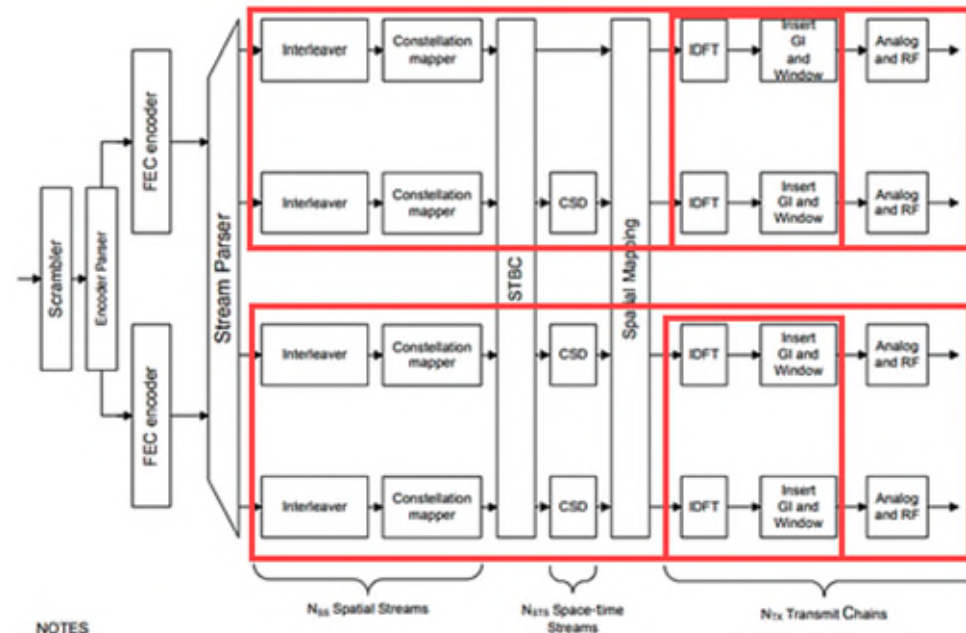 Scrambler
Encoder Parser
FEC encoder
FEC encoder
Stream Parser
Interleaver
Constellation
mapper
IDFT
Insert
GI
and
Window
Analog
and RF
Interleaver
Constellation
mapper
CSD
IDFT
Insert
GI and
Window
Analog
and RF
STBC
Spatial Mapping
Interleaver
Constellation
mapper
CSD
IDFT
Insert
GI and
Window
Analog
and RF
Interleaver
Constellation
mapper
CSD
IDFT
Insert
GI and
Window
Analog
and RF
NSS Spatial Streams
NSTS Space-time
Streams
NTX Transmit Chains
NOTES